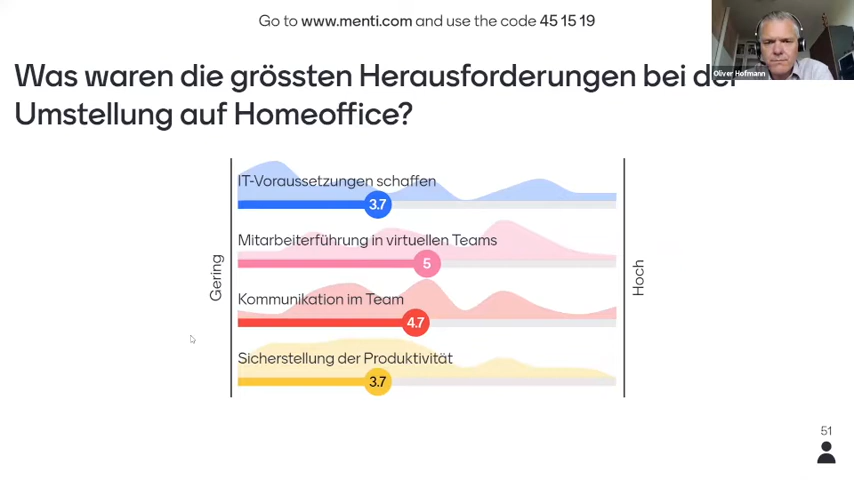 Go to www.menti.com and use the code 45 15 19
Oliver Hofmann
Was waren die grössten Herausforderungen bei der
Umstellung auf Homeoffice?
IT-Voraussetzungen schaffen
3.7
Mitarbeiterführung in virtuellen Teams
5
Kommunikation im Team
4.7
Sicherstellung der Produktivität
3.7
Gering
Hoch
51